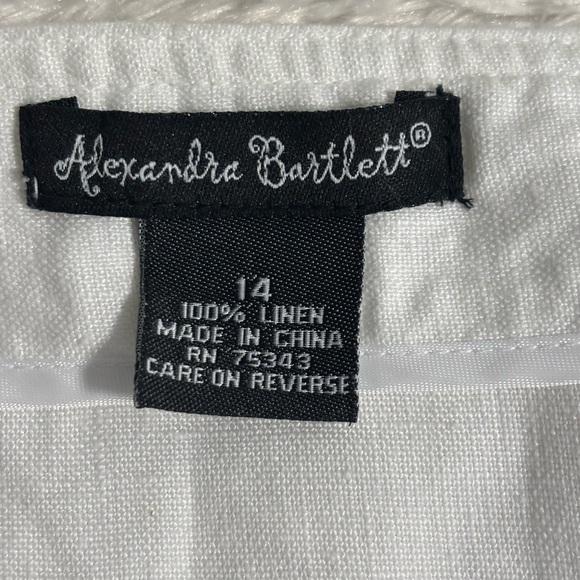 Alexandra Bartlett®
14
100% LINEN
MADE IN CHINA
RN 75343
CARE ON REVERSE